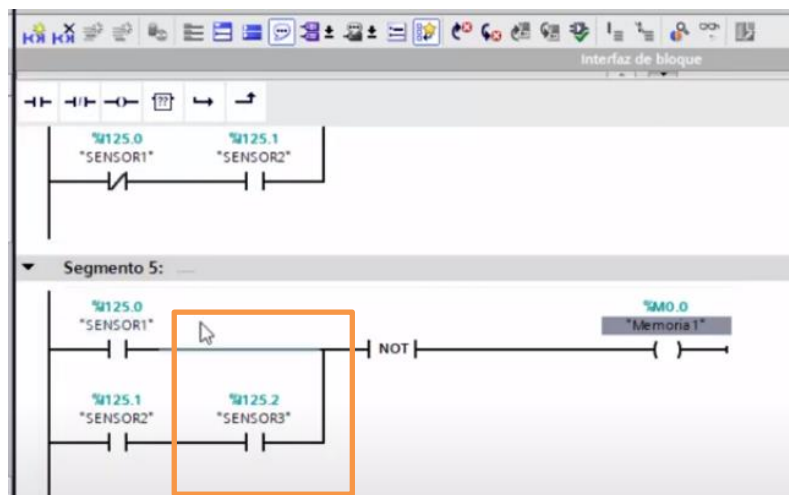 Interfaz de bloque
??
%I125.0 %I125.1
"SENSOR1" "SENSOR2"
Segmento 5:
%I125.0 %M0.0
"SENSOR1" "Memoria1"
NOT
%I125.1 %I125.2
"SENSOR2" "SENSOR3"